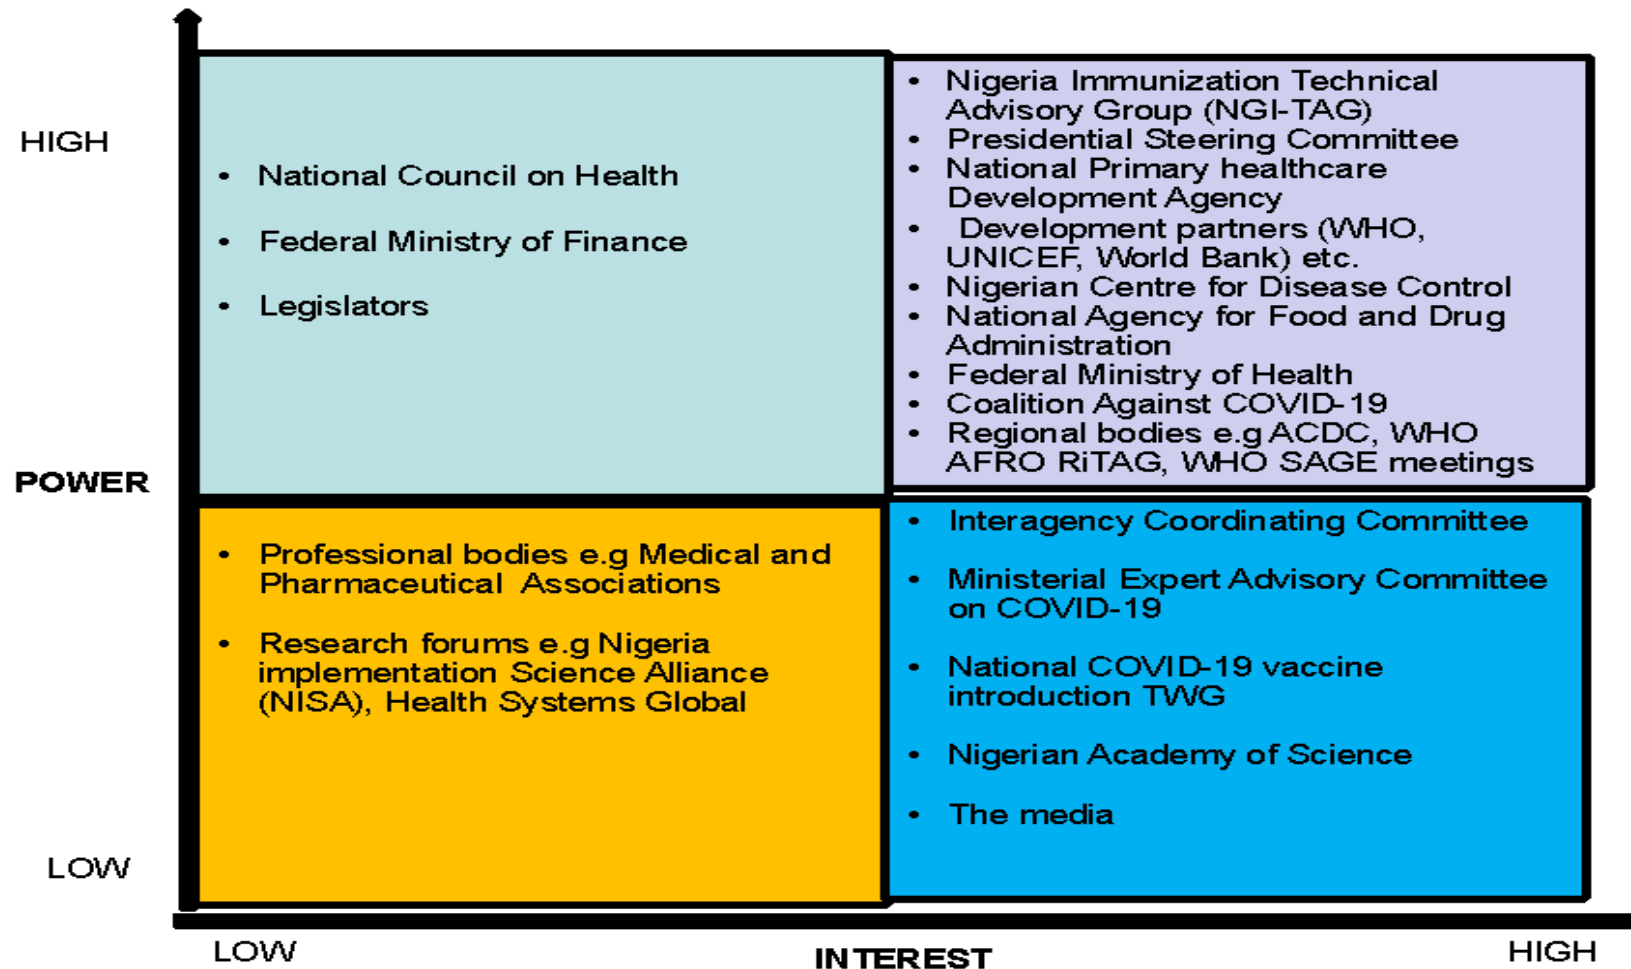 HIGH
POWER
LOW
• National Council on Health
• Federal Ministry of Finance
• Legislators
• Nigeria Immunization Technical
Advisory Group (NGI-TAG)
• Presidential Steering Committee
• National Primary healthcare
Development Agency
• Development partners (WHO,
UNICEF, World Bank) etc.
• Nigerian Centre for Disease Control
• National Agency for Food and Drug
Administration
• Federal Ministry of Health
• Coalition Against COVID-19
• Regional bodies e.g ACDC, WHO
AFRO RiTAG, WHO SAGE meetings
• Professional bodies e.g Medical and
Pharmaceutical Associations
• Research forums e.g Nigeria
implementation Science Alliance
(NISA), Health Systems Global
• Interagency Coordinating Committee
• Ministerial Expert Advisory Committee
on COVID-19
• National COVID-19 vaccine
introduction TWG
• Nigerian Academy of Science
• The media
LOW
INTEREST
HIGH